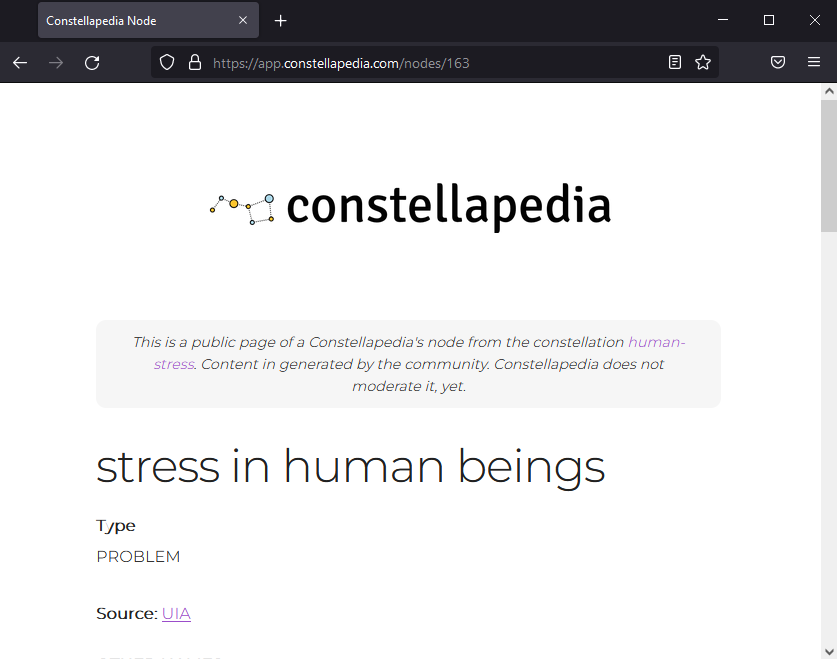 Constellapedia Node
https://app.constellapedia.com/nodes/163
constellapedia
This is a public page of a Constellapedia's node from the constellation human-
stress. Content in generated by the community. Constellapedia does not
moderate it, yet.
stress in human beings
Type
PROBLEM
Source: UIA